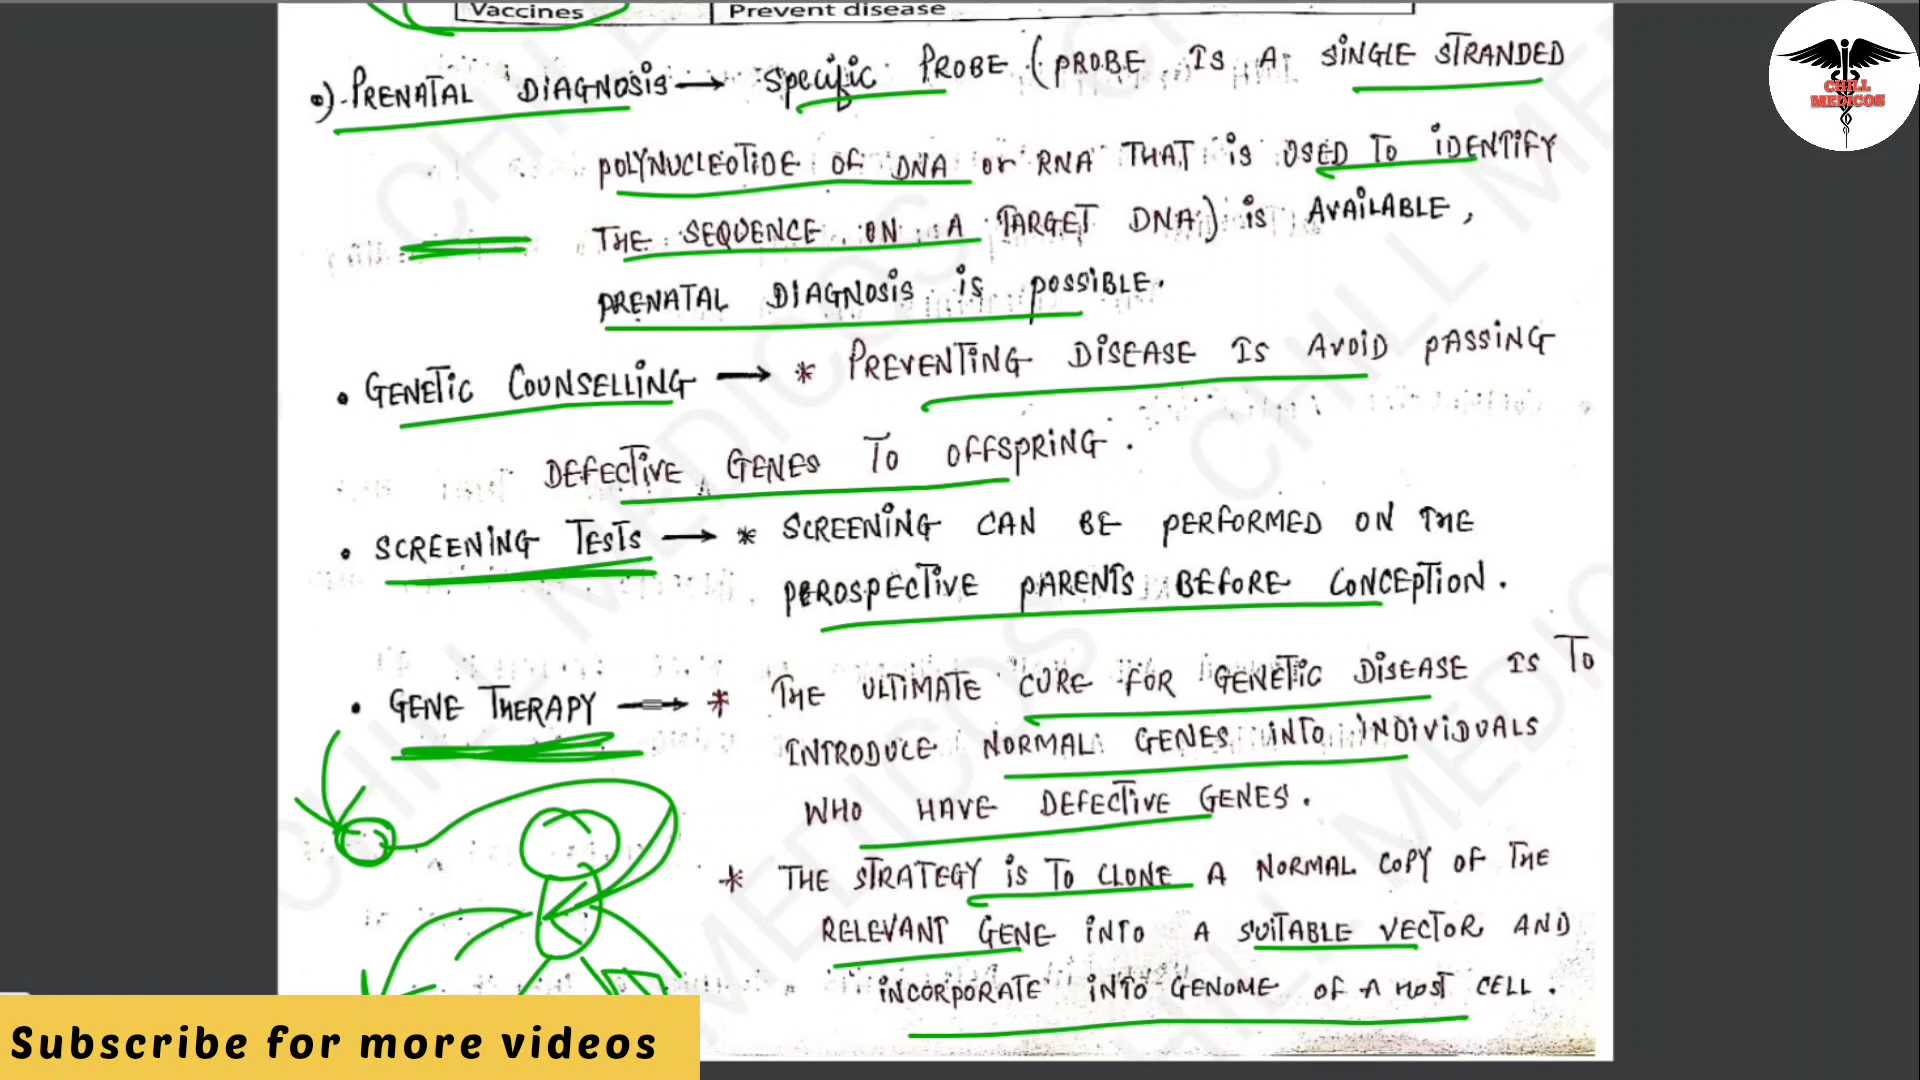 Vaccines Prevent disease
CHILL MEDICOS
•) PRENATAL DIAGNOSIS → Specific PROBE (PROBE IS A SINGLE STRANDED
POLYNUCLEOTIDE OF DNA or RNA THAT is USED TO IDENTIFY
THE SEQUENCE ON A TARGET DNA) is AVAILABLE,
PRENATAL DIAGNOSIS is possible.
• GENETIC COUNSELLING → * PREVENTING DISEASE IS AVOID PASSING
DEFECTIVE GENES TO OFFSPRING.
• SCREENING TESTS → * SCREENING CAN BE PERFORMED ON THE
PEROSPECTIVE PARENTS BEFORE CONCEPTION.
• GENE THERAPY → * THE ULTIMATE CURE FOR GENETIC DISEASE IS TO
INTRODUCE NORMAL GENES INTO INDIVIDUALS
WHO HAVE DEFECTIVE GENES.
* THE STRATEGY is TO CLONE A NORMAL COPY OF THE
RELEVANT GENE INTO A SUITABLE VECTOR AND
INCORPORATE INTO GENOME OF A HOST CELL.
Subscribe for more videos